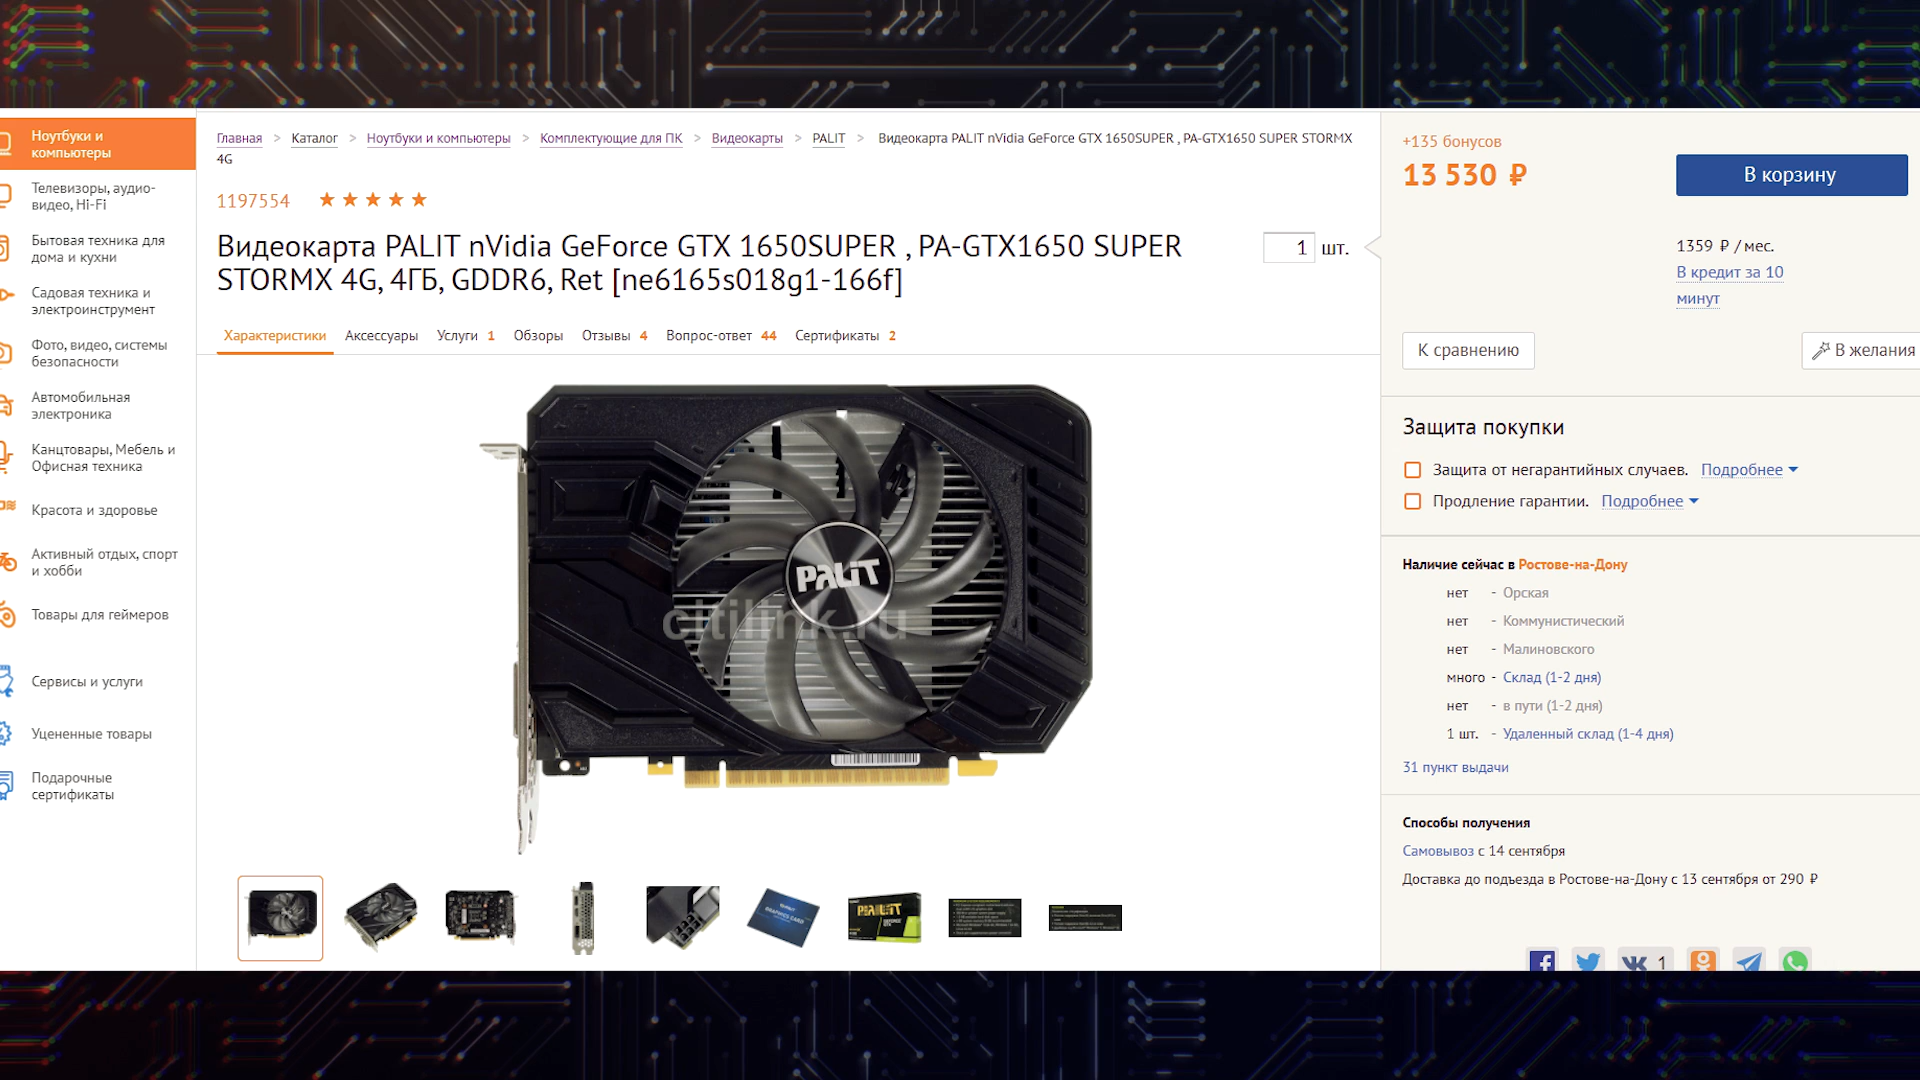 Ноутбуки и
компьютеры
Телевизоры, аудио-
видео, Hi-Fi
Бытовая техника для
дома и кухни
Садовая техника и
электроинструмент
Фото, видео, системы
безопасности
Автомобильная
электроника
Канцтовары, Мебель и
Офисная техника
Красота и здоровье
Активный отдых, спорт
и хобби
Товары для геймеров
Сервисы и услуги
Уцененные товары
Подарочные
сертификаты
Главная > Каталог > Ноутбуки и компьютеры > Комплектующие для ПК > Видеокарты > PALIT > Видеокарта PALIT nVidia GeForce GTX 1650SUPER , PA-GTX1650 SUPER STORMX
4G
1197554
Видеокарта PALIT nVidia GeForce GTX 1650SUPER , PA-GTX1650 SUPER
STORMX 4G, 4ГБ, GDDR6, Ret [ne6165s018g1-166f]
1 шт.
Характеристики Аксессуары Услуги 1 Обзоры Отзывы 4 Вопрос-ответ 44 Сертификаты 2
PALIT
citilink.ru
PALIT
+135 бонусов
13 530 ₽
В корзину
1359 ₽ / мес.
В кредит за 10
минут
К сравнению
В желания
Защита покупки
Защита от негарантийных случаев. Подробнее
Продление гарантии. Подробнее
Наличие сейчас в Ростове-на-Дону
нет - Орская
нет - Коммунистический
нет - Малиновского
много - Склад (1-2 дня)
нет - в пути (1-2 дня)
1 шт. - Удаленный склад (1-4 дня)
31 пункт выдачи
Способы получения
Самовывоз с 14 сентября
Доставка до подъезда в Ростове-на-Дону с 13 сентября от 290 ₽
1